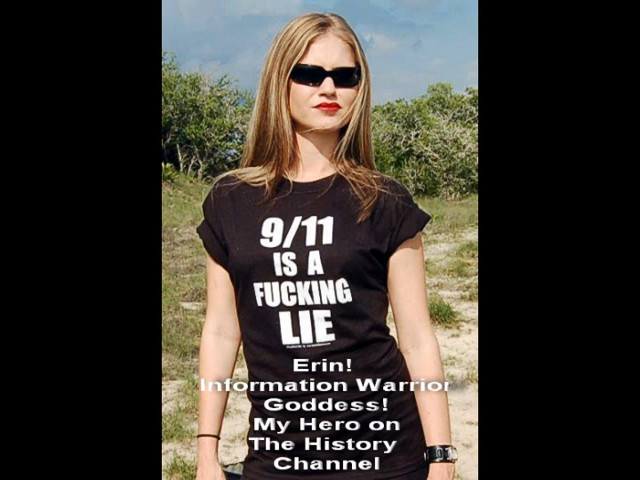 9/11
IS A
FUCKING
LIE
Erin!
Information Warrior
Goddess!
My Hero on
The History
Channel